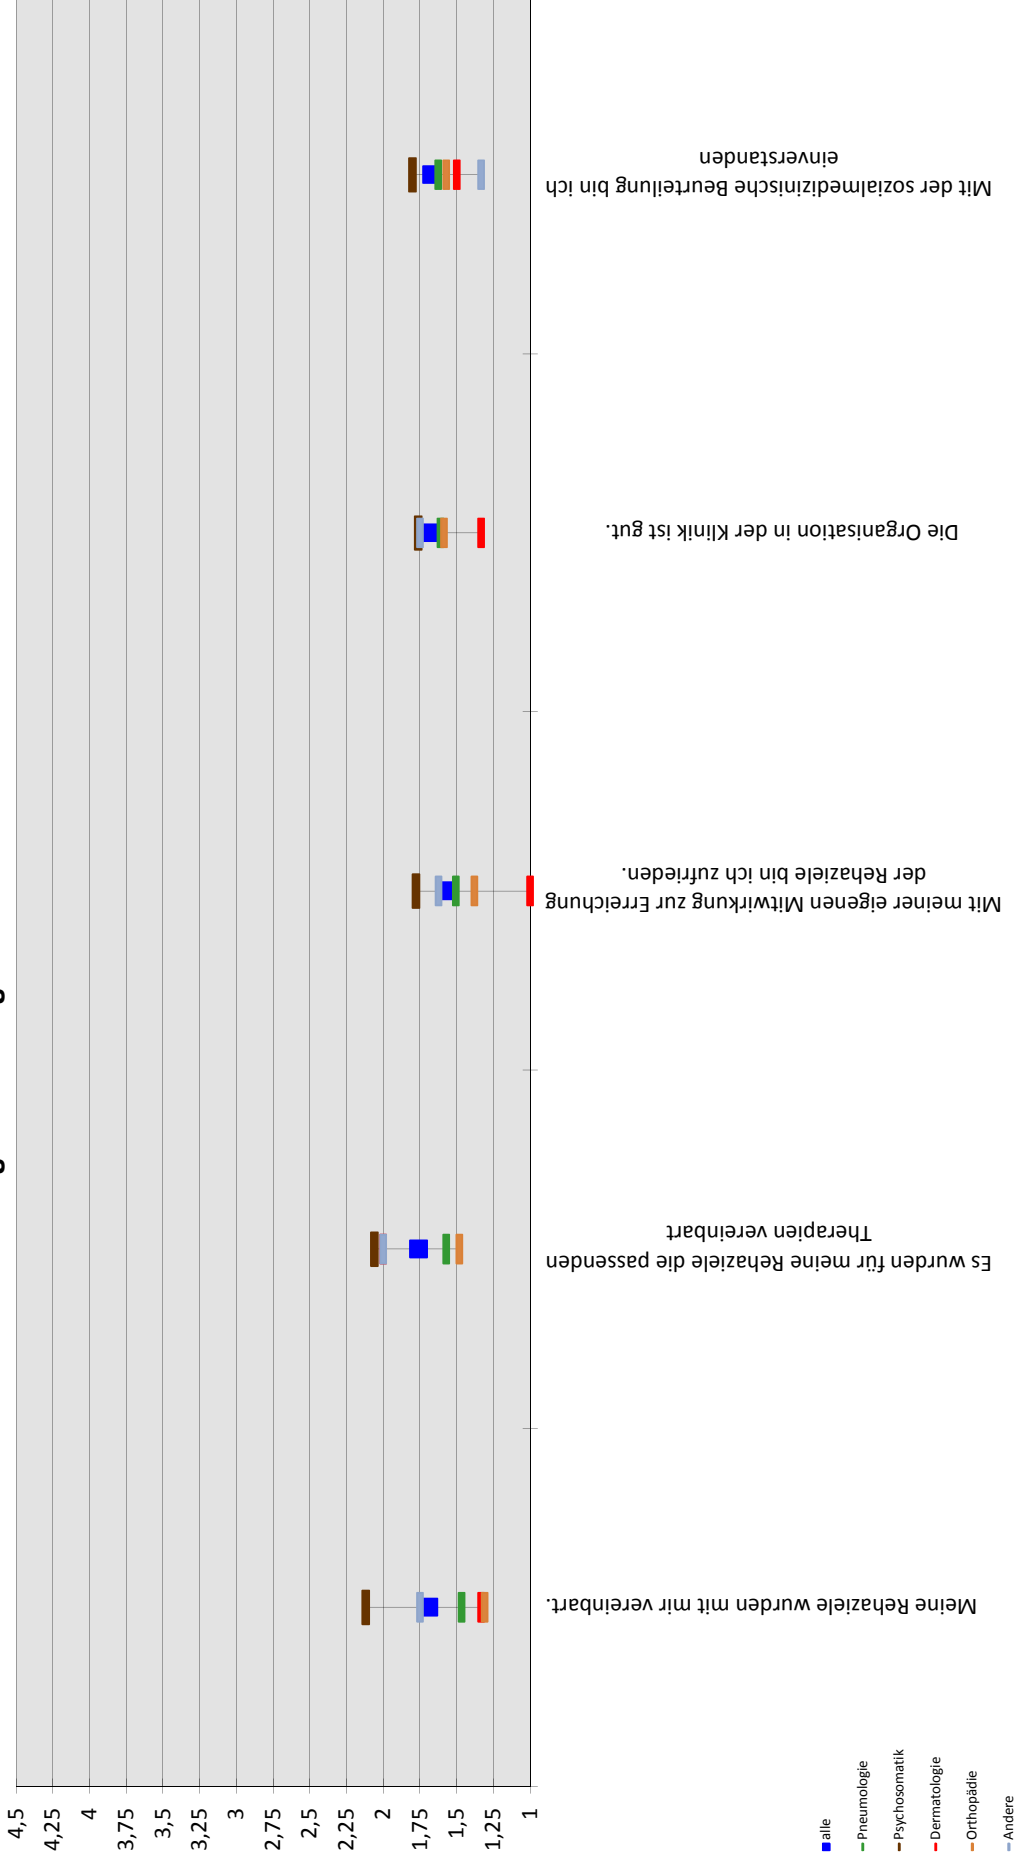 4,5
4,25
4
3,75
3,5
3,25
3
2,75
2,5
2,25
2
1,75
1,5
1,25
1
Meine Rehaziele wurden mit mir vereinbart.
Es wurden für meine Rehaziele die passenden
Therapien vereinbart
Mit meiner eigenen Mitwirkung zur Erreichung
der Rehaziele bin ich zufrieden.
Die Organisation in der Klinik ist gut.
Mit der sozialmedizinische Beurteilung bin ich
einverstanden
alle
Pneumologie
Psychosomatik
Dermatologie
Orthopädie
Andere